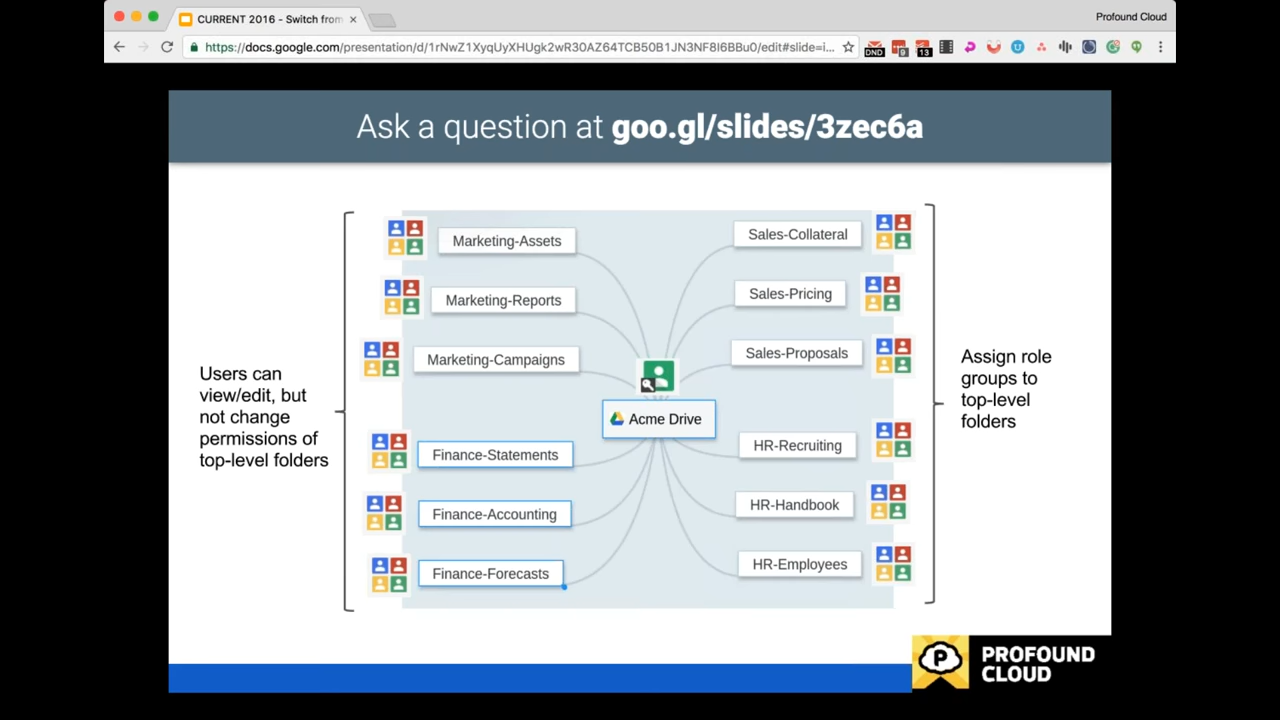 CURRENT 2016 - Switch from
Profound Cloud
https://docs.google.com/presentation/d/1rNwZ1XyqUyXHUgk2wR30AZ64TCB50B1JN3NF8I6BBu0/edit#slide=i...
DND
9
13
Ask a question at goo.gl/slides/3zec6a
Marketing-Assets
Marketing-Reports
Marketing-Campaigns
Users can
view/edit, but
not change
permissions of
top-level folders
Finance-Statements
Finance-Accounting
Finance-Forecasts
Acme Drive
Sales-Collateral
Sales-Pricing
Sales-Proposals
HR-Recruiting
HR-Handbook
HR-Employees
Assign role
groups to
top-level
folders
P
PROFOUND
CLOUD